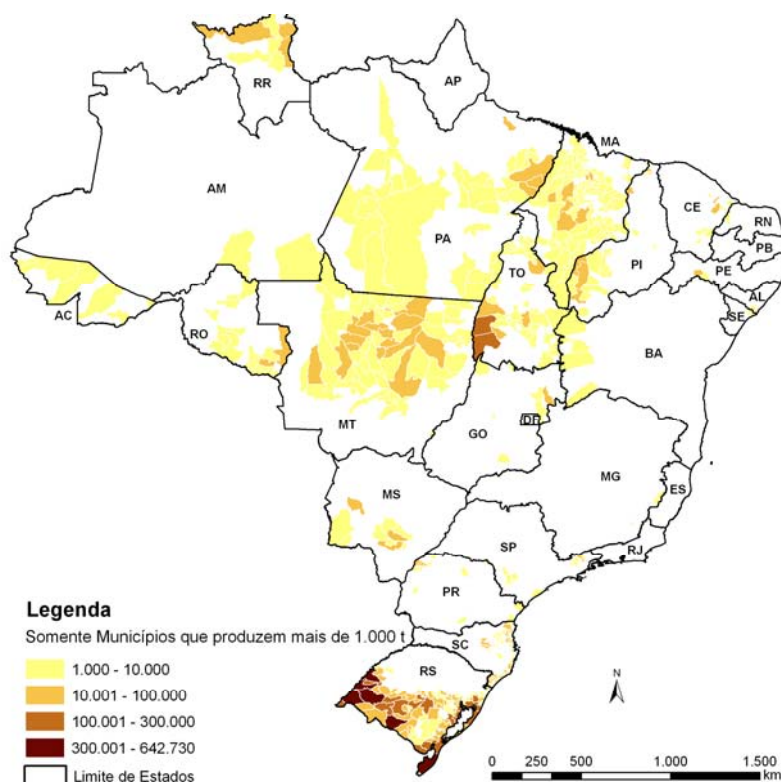 RR
AP
AM
PA
MA
CE
RN
PB
PE
AL
SE
PI
TO
AC
RO
BA
MT
GO
DF
MG
ES
MS
SP
RJ
PR
SC
RS
N
Legenda
Somente Municípios que produzem mais de 1.000 t
1.000 - 10.000
10.001 - 100.000
100.001 - 300.000
300.001 - 642.730
Limite de Estados
0 250 500 1.000 1.500
km